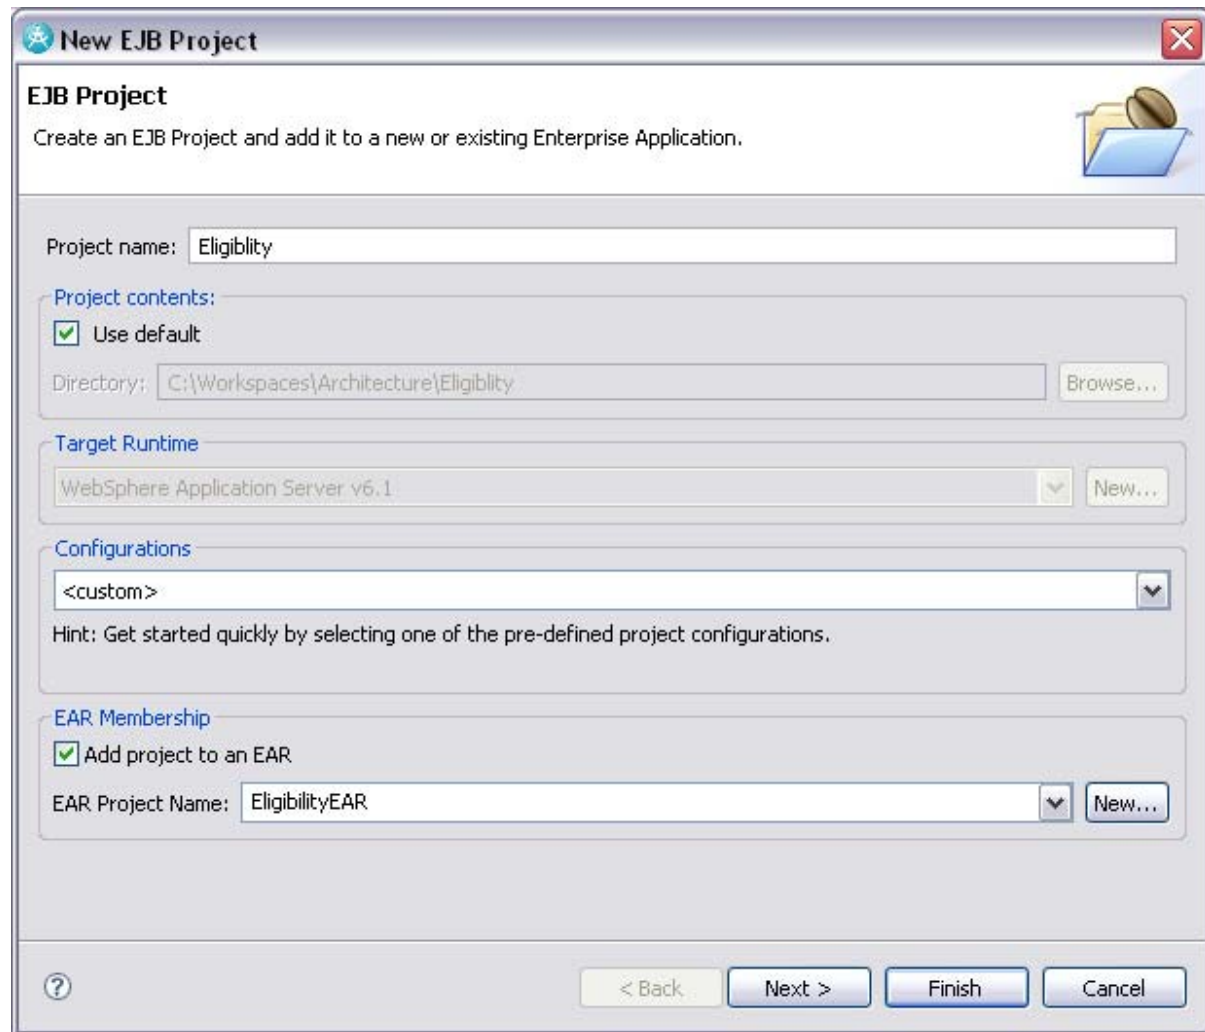 New EJB Project
EJB Project
Create an EJB Project and add it to a new or existing Enterprise Application.
Project name: Eligiblity
Project contents:
Use default
Directory: C:\Workspaces\Architecture\Eligiblity Browse...
Target Runtime
WebSphere Application Server v6.1 New...
Configurations
<custom>
Hint: Get started quickly by selecting one of the pre-defined project configurations.
EAR Membership
Add project to an EAR
EAR Project Name: EligibilityEAR New...
? < Back Next > Finish Cancel